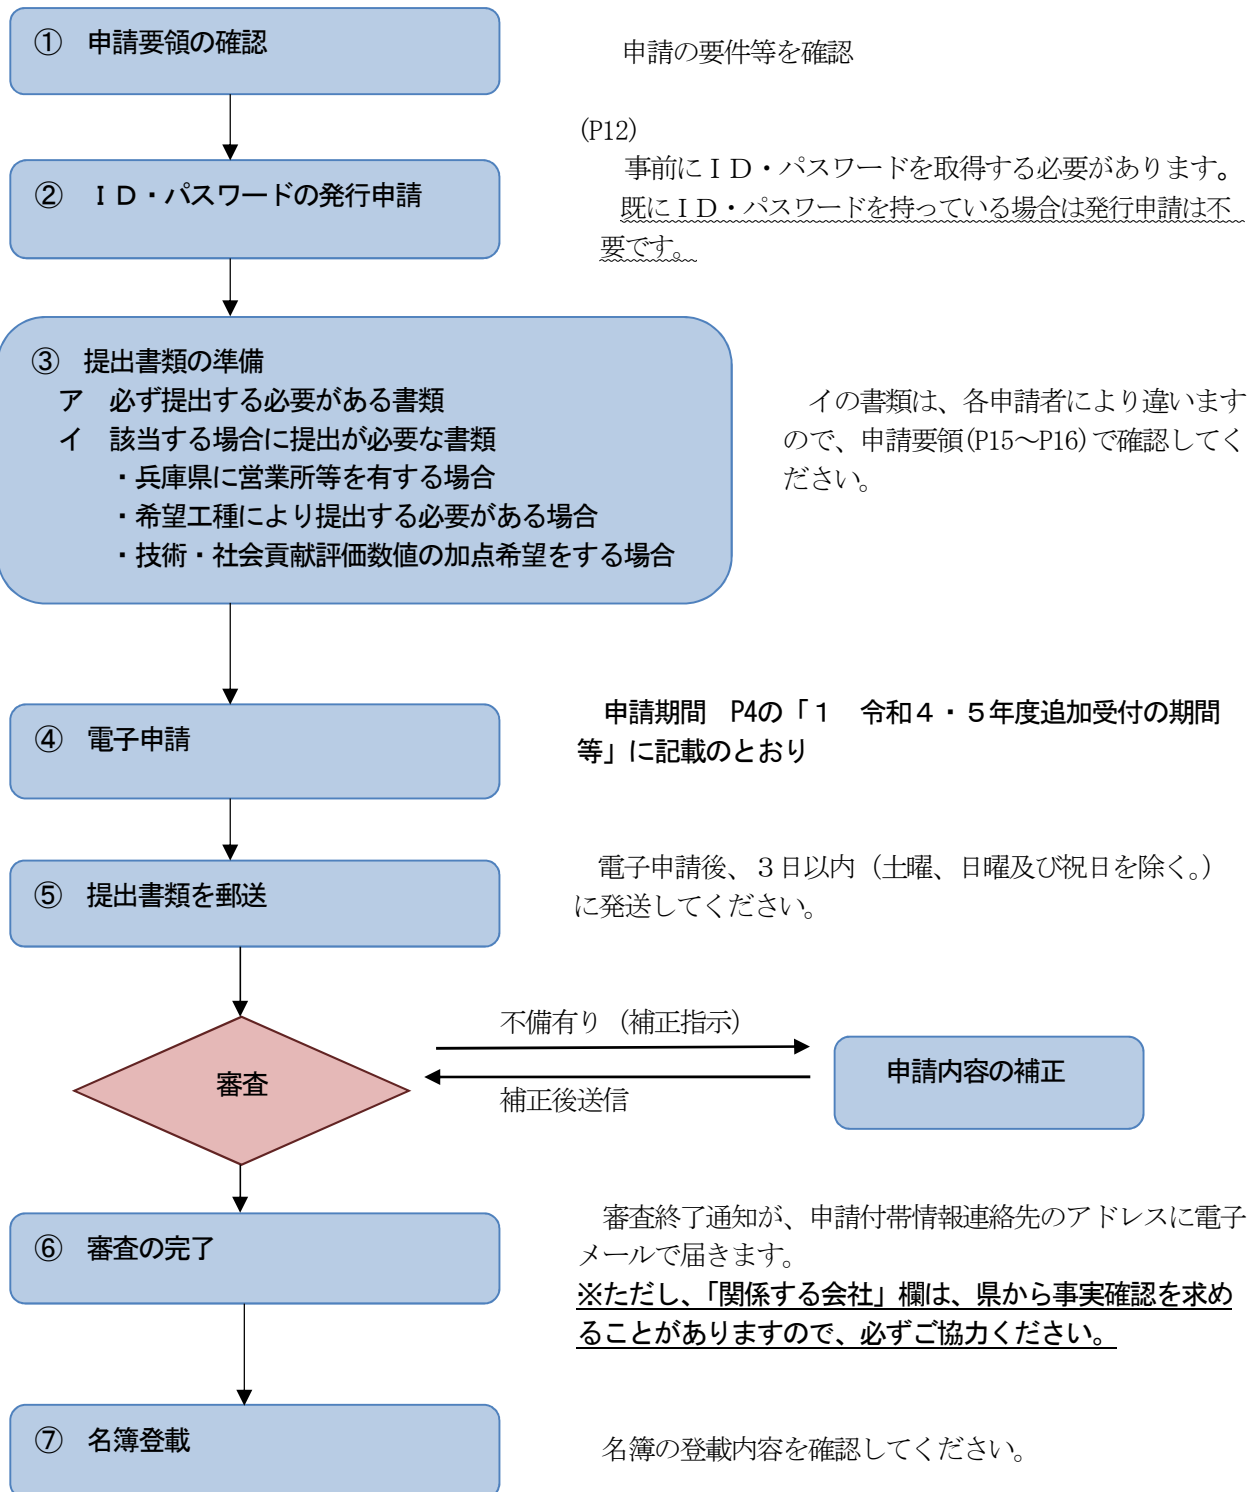 ①　申請要領の確認
申請の要件等を確認
(P12)
事前にＩＤ・パスワードを取得する必要があります。
②　ＩＤ・パスワードの発行申請
既にＩＤ・パスワードを持っている場合は発行申請は不
要です。
③　提出書類の準備
ア　必ず提出する必要がある書類
イ　該当する場合に提出が必要な書類
・兵庫県に営業所等を有する場合
・希望工種により提出する必要がある場合
・技術・社会貢献評価数値の加点希望をする場合
イの書類は、各申請者により違います
ので、申請要領(P15～P16)で確認してく
ださい。
④　電子申請
申請期間　P4の「１　令和４・５年度追加受付の期間
等」に記載のとおり
⑤　提出書類を郵送
電子申請後、３日以内（土曜、日曜及び祝日を除く。）
に発送してください。
審査
不備有り（補正指示）
補正後送信
申請内容の補正
⑥　審査の完了
審査終了通知が、申請付帯情報連絡先のアドレスに電子
メールで届きます。
※ただし、「関係する会社」欄は、県から事実確認を求め
ることがありますので、必ずご協力ください。
⑦　名簿登載
名簿の登載内容を確認してください。